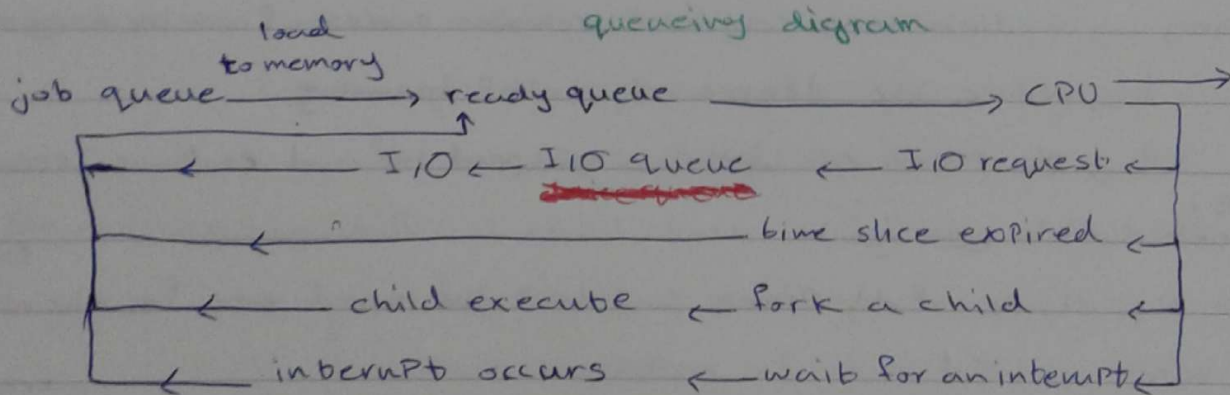 queueing digram
load
to memory
job queue → ready queue → CPU →
I/O ← I/O queue ← I/O request ←
← time slice expired ←
← child execute ← fork a child ←
← interrupt occurs ← wait for an interrupt ←